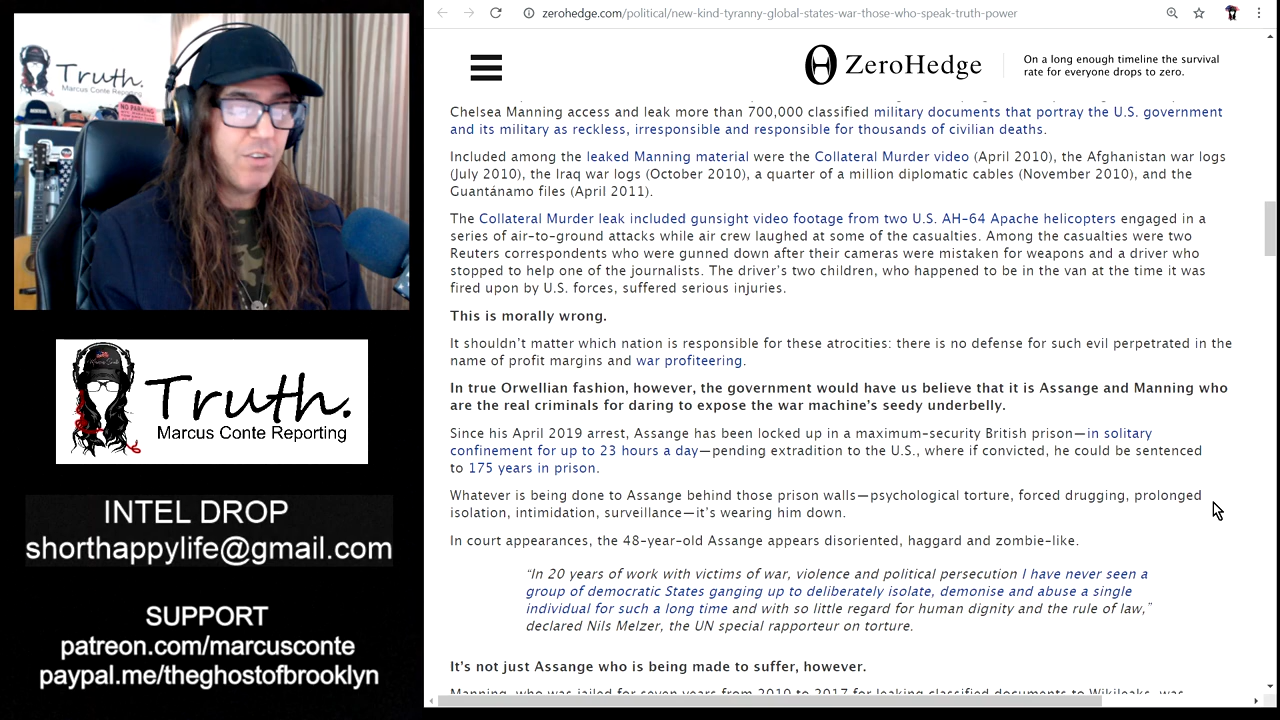 Truth.
Marcus Conte Reporting
NO PARKING
Truth.
Marcus Conte Reporting
INTEL DROP
shorthappylife@gmail.com
SUPPORT
patreon.com/marcusconte
paypal.me/theghostofbrooklyn
zerohedge.com/political/new-kind-tyranny-global-states-war-those-who-speak-truth-power
ZeroHedge
On a long enough timeline the survival
rate for everyone drops to zero.
Chelsea Manning access and leak more than 700,000 classified military documents that portray the U.S. government
and its military as reckless, irresponsible and responsible for thousands of civilian deaths.
Included among the leaked Manning material were the Collateral Murder video (April 2010), the Afghanistan war logs
(July 2010), the Iraq war logs (October 2010), a quarter of a million diplomatic cables (November 2010), and the
Guantánamo files (April 2011).
The Collateral Murder leak included gunsight video footage from two U.S. AH-64 Apache helicopters engaged in a
series of air-to-ground attacks while air crew laughed at some of the casualties. Among the casualties were two
Reuters correspondents who were gunned down after their cameras were mistaken for weapons and a driver who
stopped to help one of the journalists. The driver's two children, who happened to be in the van at the time it was
fired upon by U.S. forces, suffered serious injuries.
This is morally wrong.
It shouldn't matter which nation is responsible for these atrocities: there is no defense for such evil perpetrated in the
name of profit margins and war profiteering.
In true Orwellian fashion, however, the government would have us believe that it is Assange and Manning who
are the real criminals for daring to expose the war machine's seedy underbelly.
Since his April 2019 arrest, Assange has been locked up in a maximum-security British prison—in solitary
confinement for up to 23 hours a day—pending extradition to the U.S., where if convicted, he could be sentenced
to 175 years in prison.
Whatever is being done to Assange behind those prison walls—psychological torture, forced drugging, prolonged
isolation, intimidation, surveillance—it's wearing him down.
In court appearances, the 48-year-old Assange appears disoriented, haggard and zombie-like.
"In 20 years of work with victims of war, violence and political persecution I have never seen a
group of democratic States ganging up to deliberately isolate, demonise and abuse a single
individual for such a long time and with so little regard for human dignity and the rule of law,"
declared Nils Melzer, the UN special rapporteur on torture.
It's not just Assange who is being made to suffer, however.
Manning, who was jailed for seven years from 2010 to 2017 for leaking classified documents to Wikileaks, was